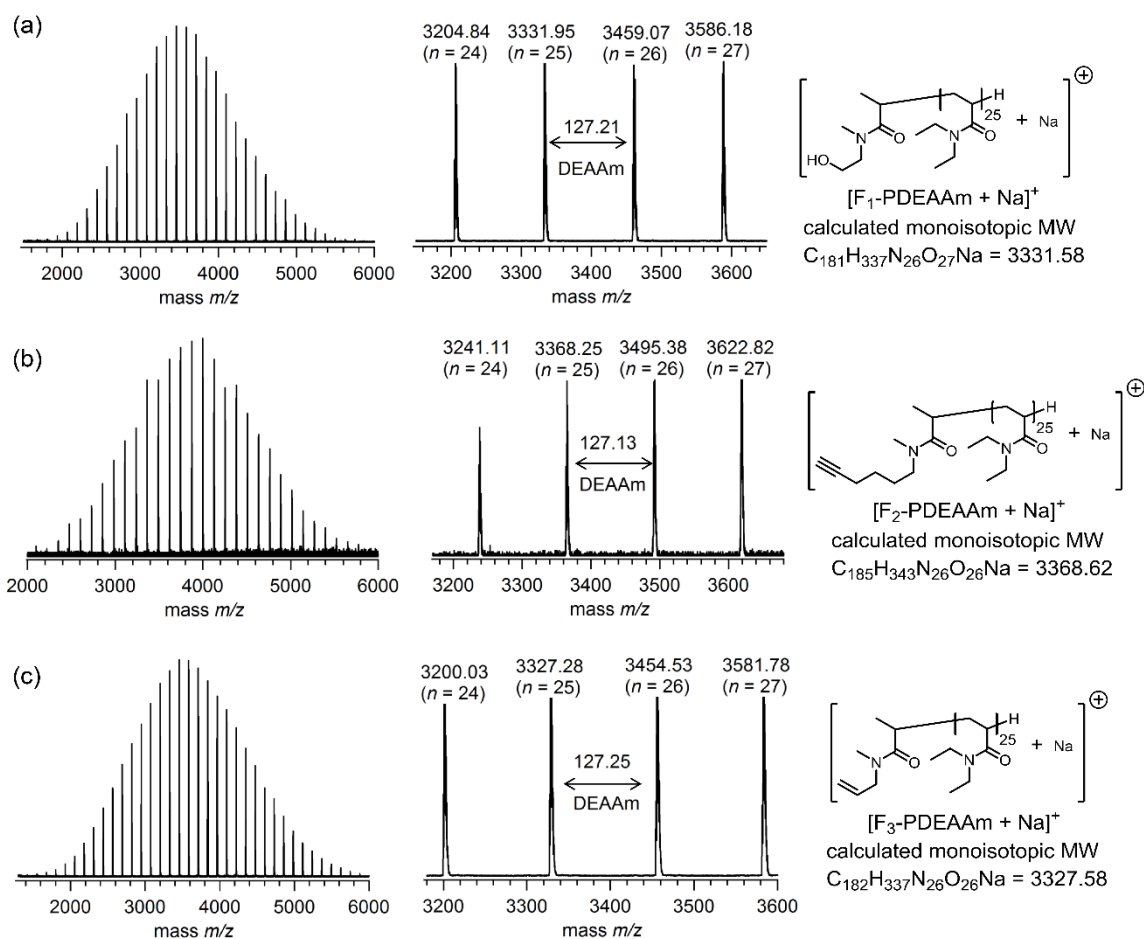 (a)
3204.84 3331.95 3459.07 3586.18
(n = 24) (n = 25) (n = 26) (n = 27)
127.21
DEAAm
2000 3000 4000 5000 6000
mass m/z
3200 3300 3400 3500 3600
mass m/z
H
25
N O N O + Na
HO
⊕
[F₁-PDEAAm + Na]⁺
calculated monoisotopic MW
C₁₈₁H₃₃₇N₂₆O₂₇Na = 3331.58
(b)
3241.11 3368.25 3495.38 3622.82
(n = 24) (n = 25) (n = 26) (n = 27)
127.13
DEAAm
2000 3000 4000 5000 6000
mass m/z
3200 3300 3400 3500 3600
mass m/z
H
25
N O N O + Na
⊕
[F₂-PDEAAm + Na]⁺
calculated monoisotopic MW
C₁₈₅H₃₄₃N₂₆O₂₆Na = 3368.62
(c)
3200.03 3327.28 3454.53 3581.78
(n = 24) (n = 25) (n = 26) (n = 27)
127.25
DEAAm
2000 3000 4000 5000 6000
mass m/z
3200 3300 3400 3500 3600
mass m/z
H
25
N O N O + Na
⊕
[F₃-PDEAAm + Na]⁺
calculated monoisotopic MW
C₁₈₂H₃₃₇N₂₆O₂₆Na = 3327.58